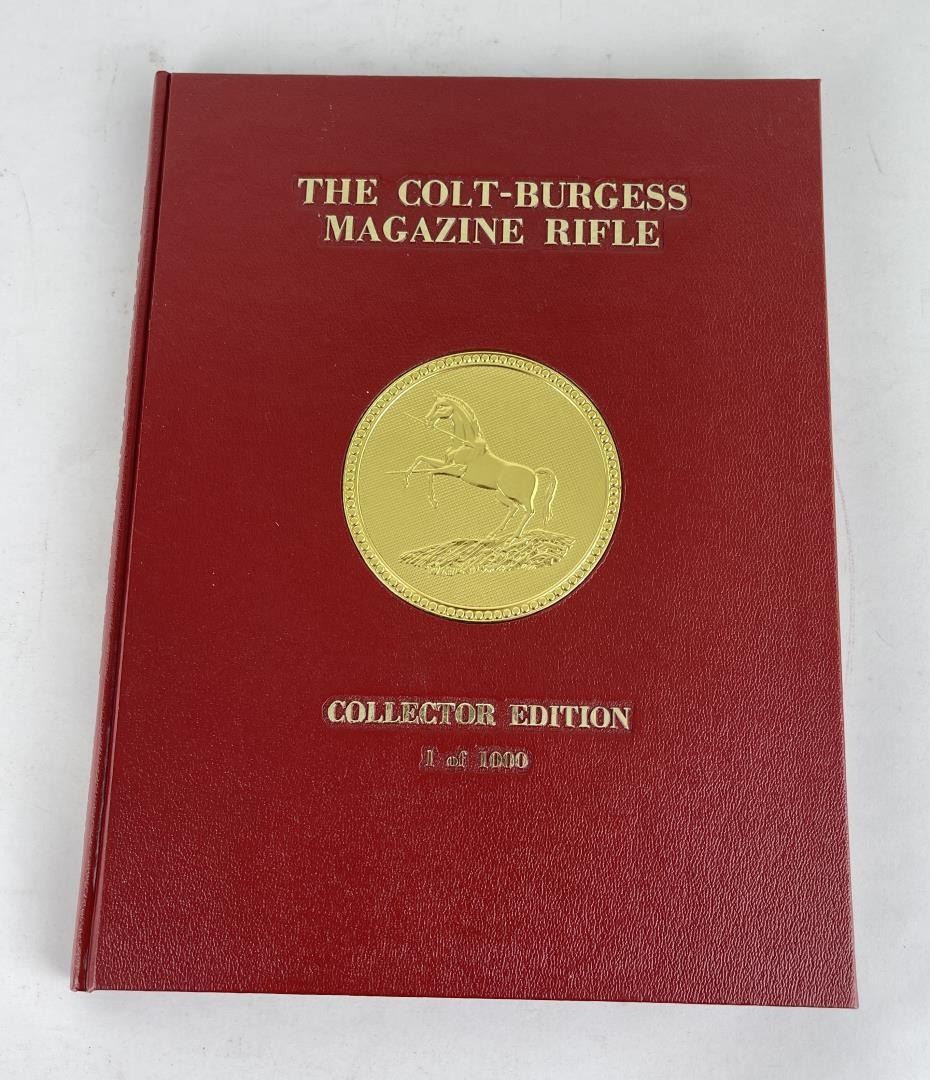 THE COLT-BURGESS
MAGAZINE RIFLE
COLLECTOR EDITION
1 of 1000